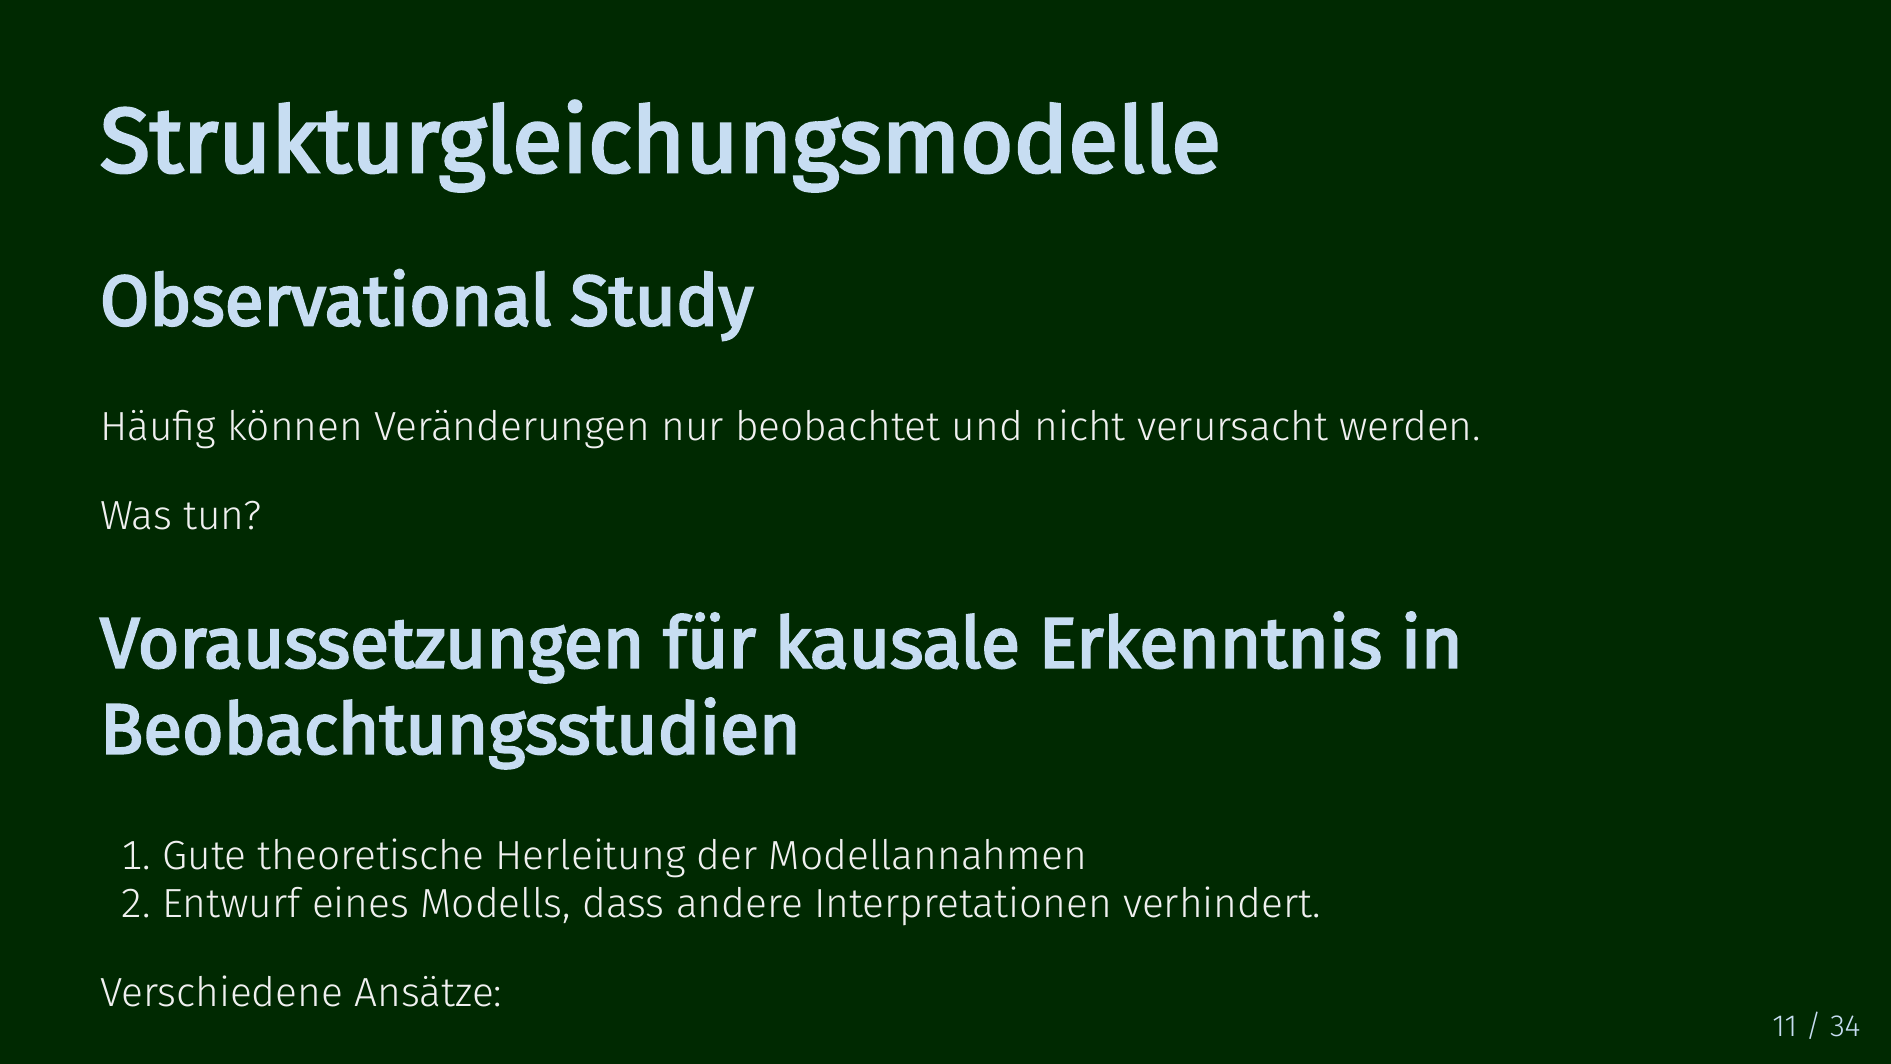 Strukturgleichungsmodelle
Observational Study
Häufig können Veränderungen nur beobachtet und nicht verursacht werden.
Was tun?
Voraussetzungen für kausale Erkenntnis in
Beobachtungsstudien
1. Gute theoretische Herleitung der Modellannahmen
2. Entwurf eines Modells, dass andere Interpretationen verhindert.
Verschiedene Ansätze:
11 / 34